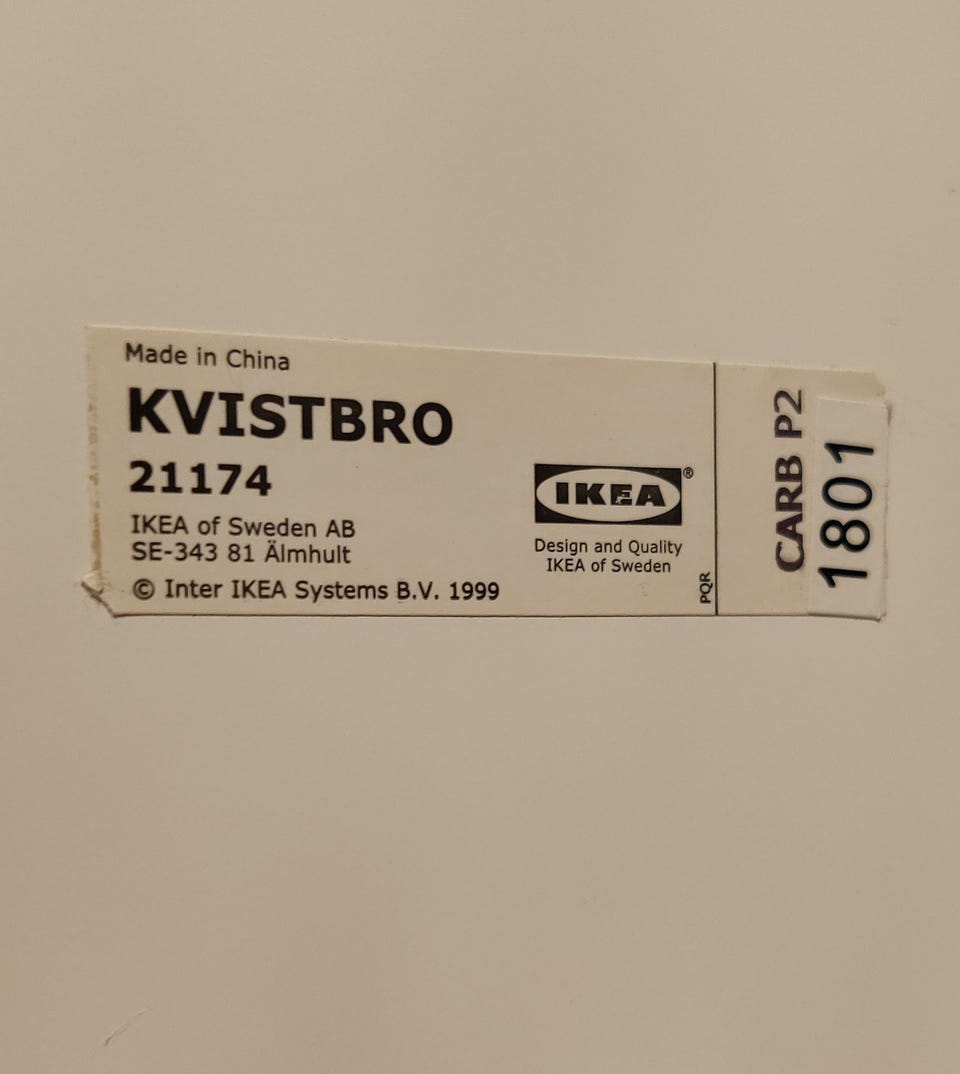 Made in China
KVISTBRO
21174
IKEA of Sweden AB
SE-343 81 Älmhult
© Inter IKEA Systems B.V. 1999
IKEA®
Design and Quality
IKEA of Sweden
PQR
CARB P2
1801